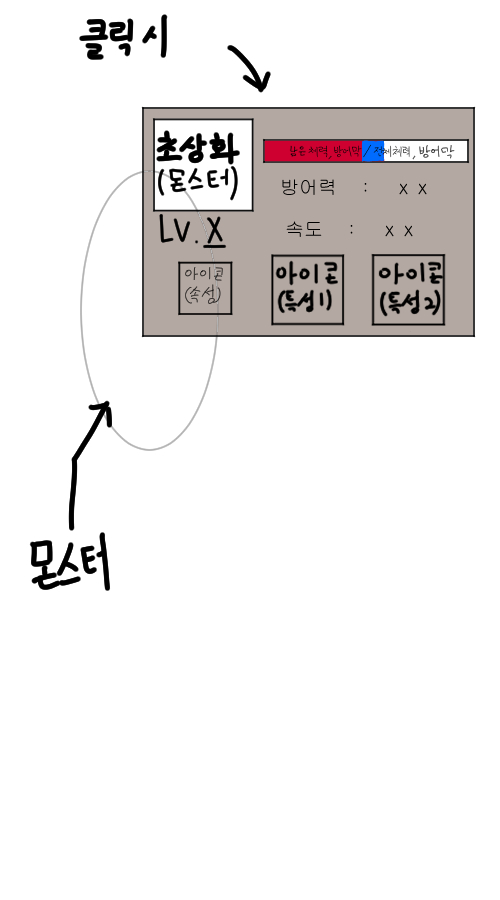 클릭 시
초상화
(몬스터)
남은 체력, 방어막 / 전체체력, 방어막
방어력 : x x
LV. X
속도 : x x
아이콘
(속성)
아이콘
(특성1)
아이콘
(특성2)
몬스터